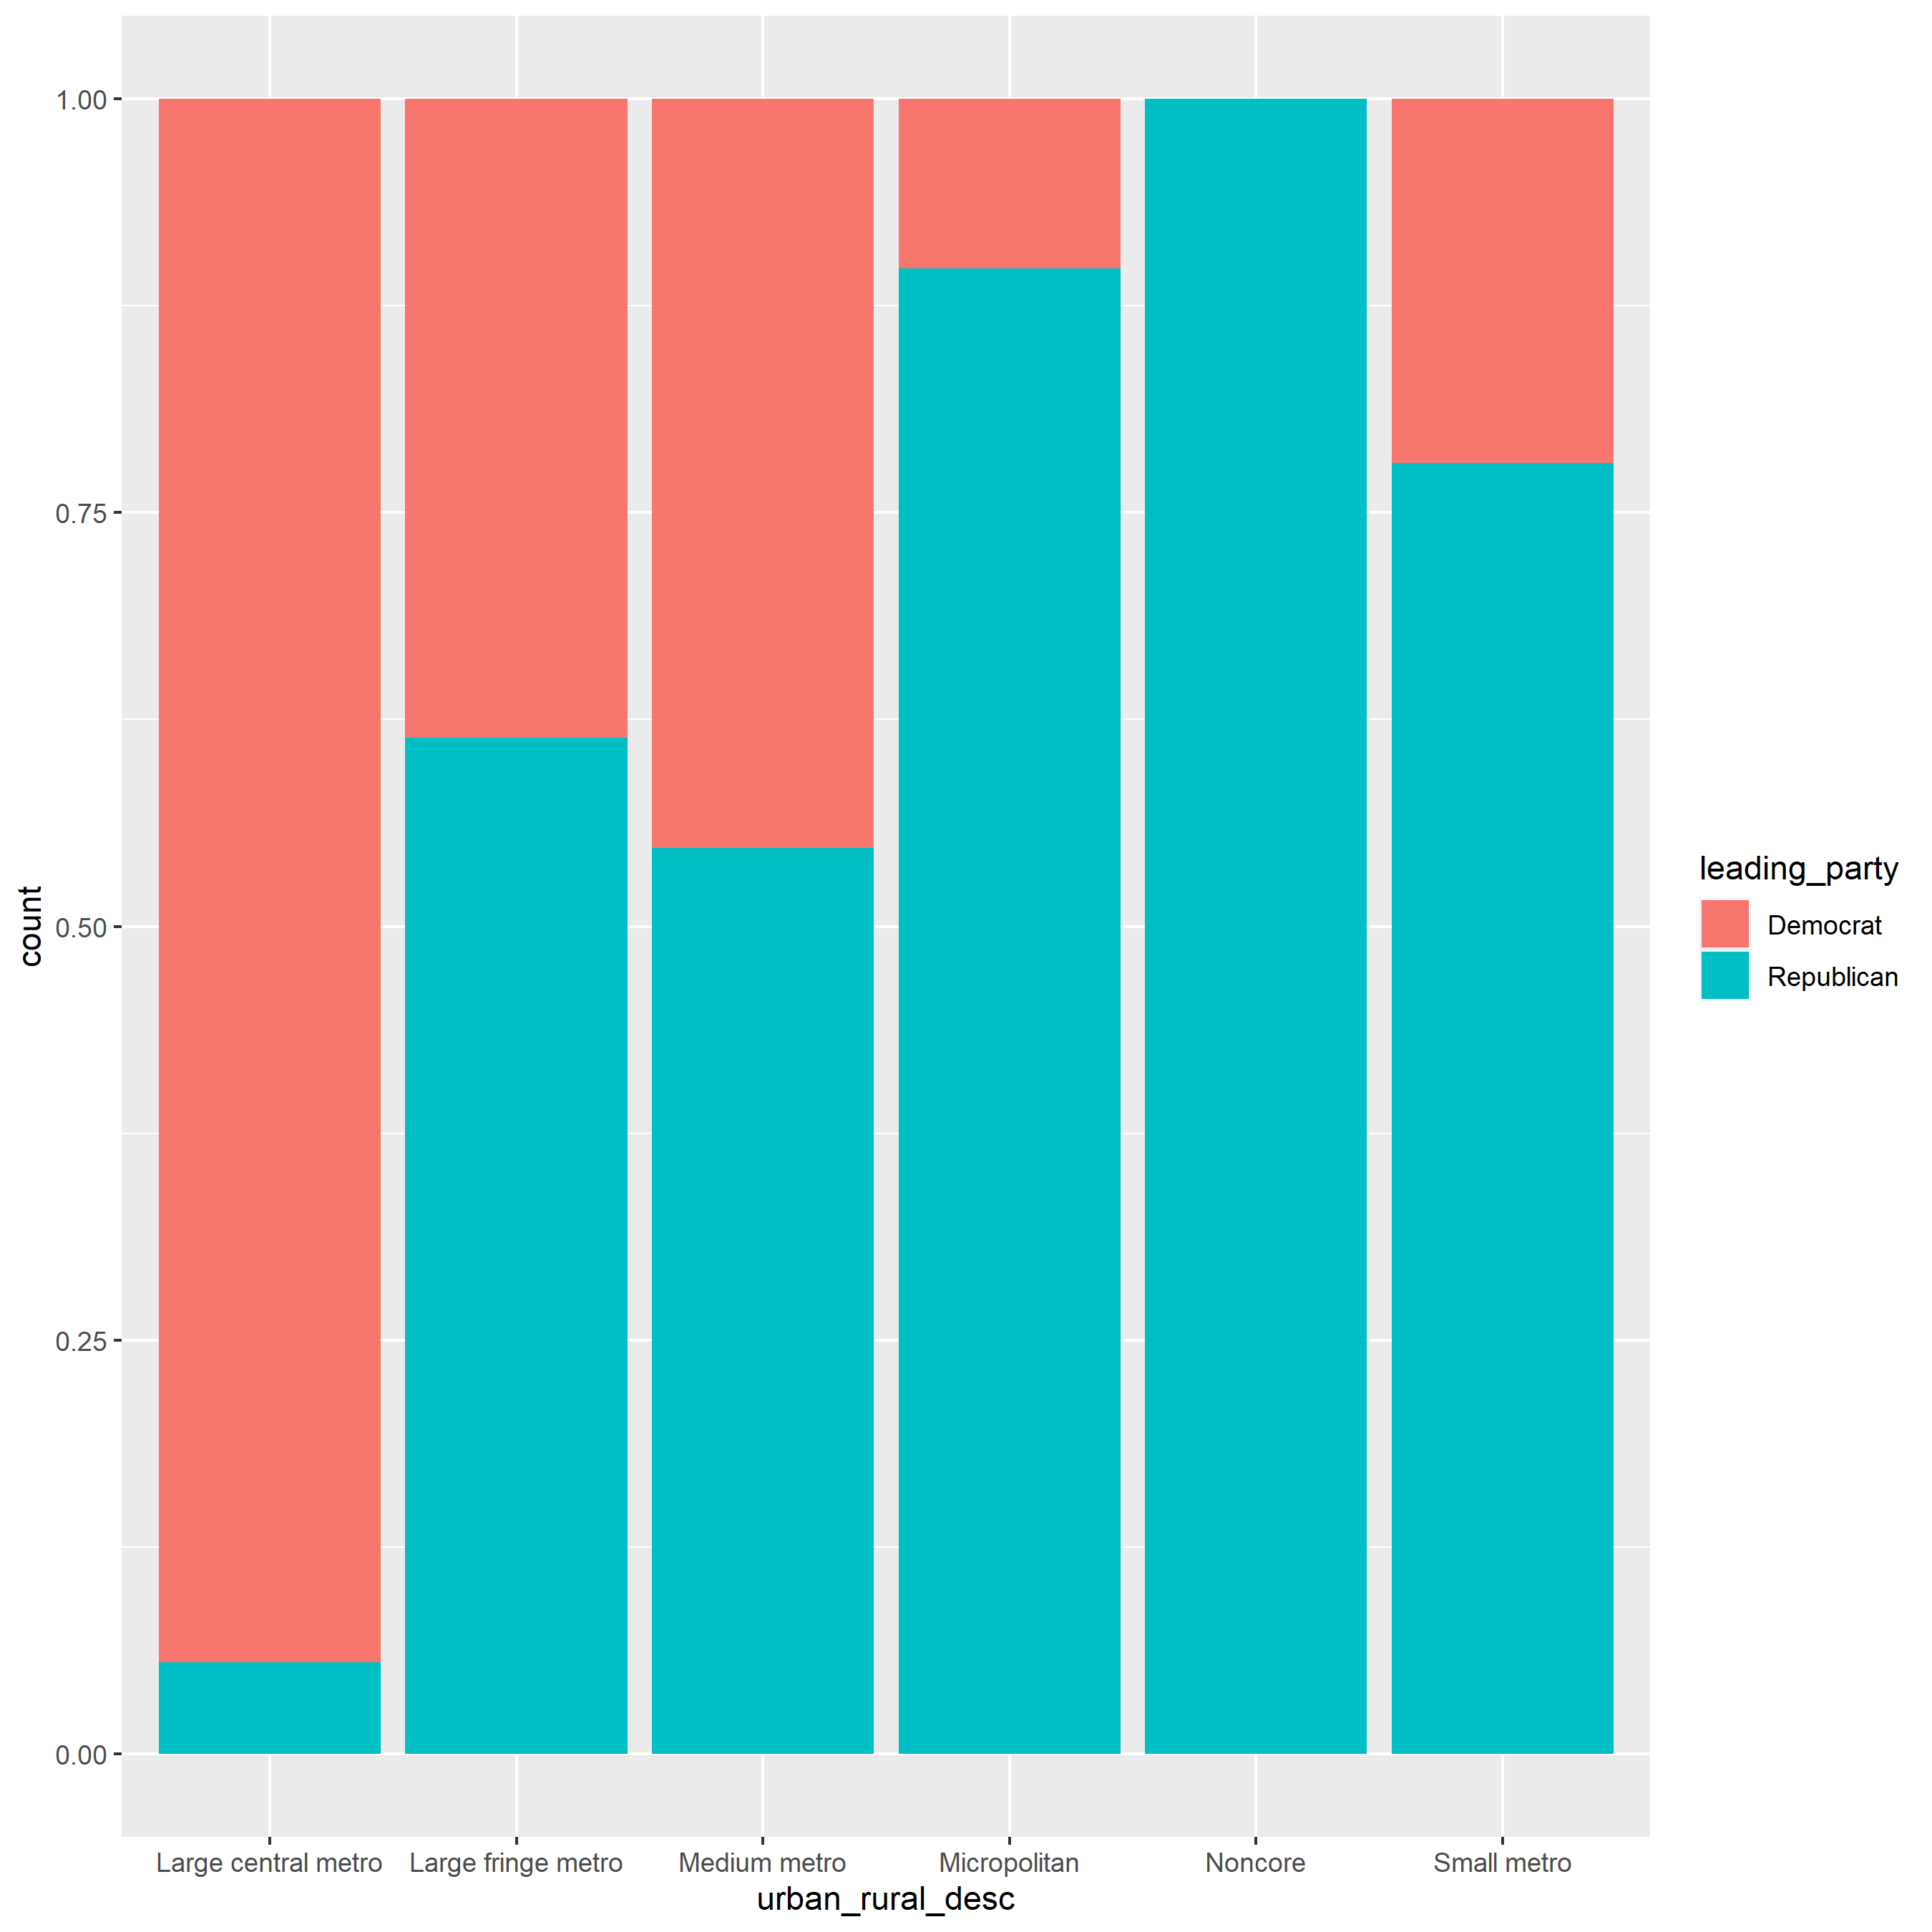 count
1.00
0.75
0.50
0.25
0.00
Large central metro Large fringe metro Medium metro Micropolitan Noncore Small metro
urban_rural_desc
leading_party
Democrat
Republican